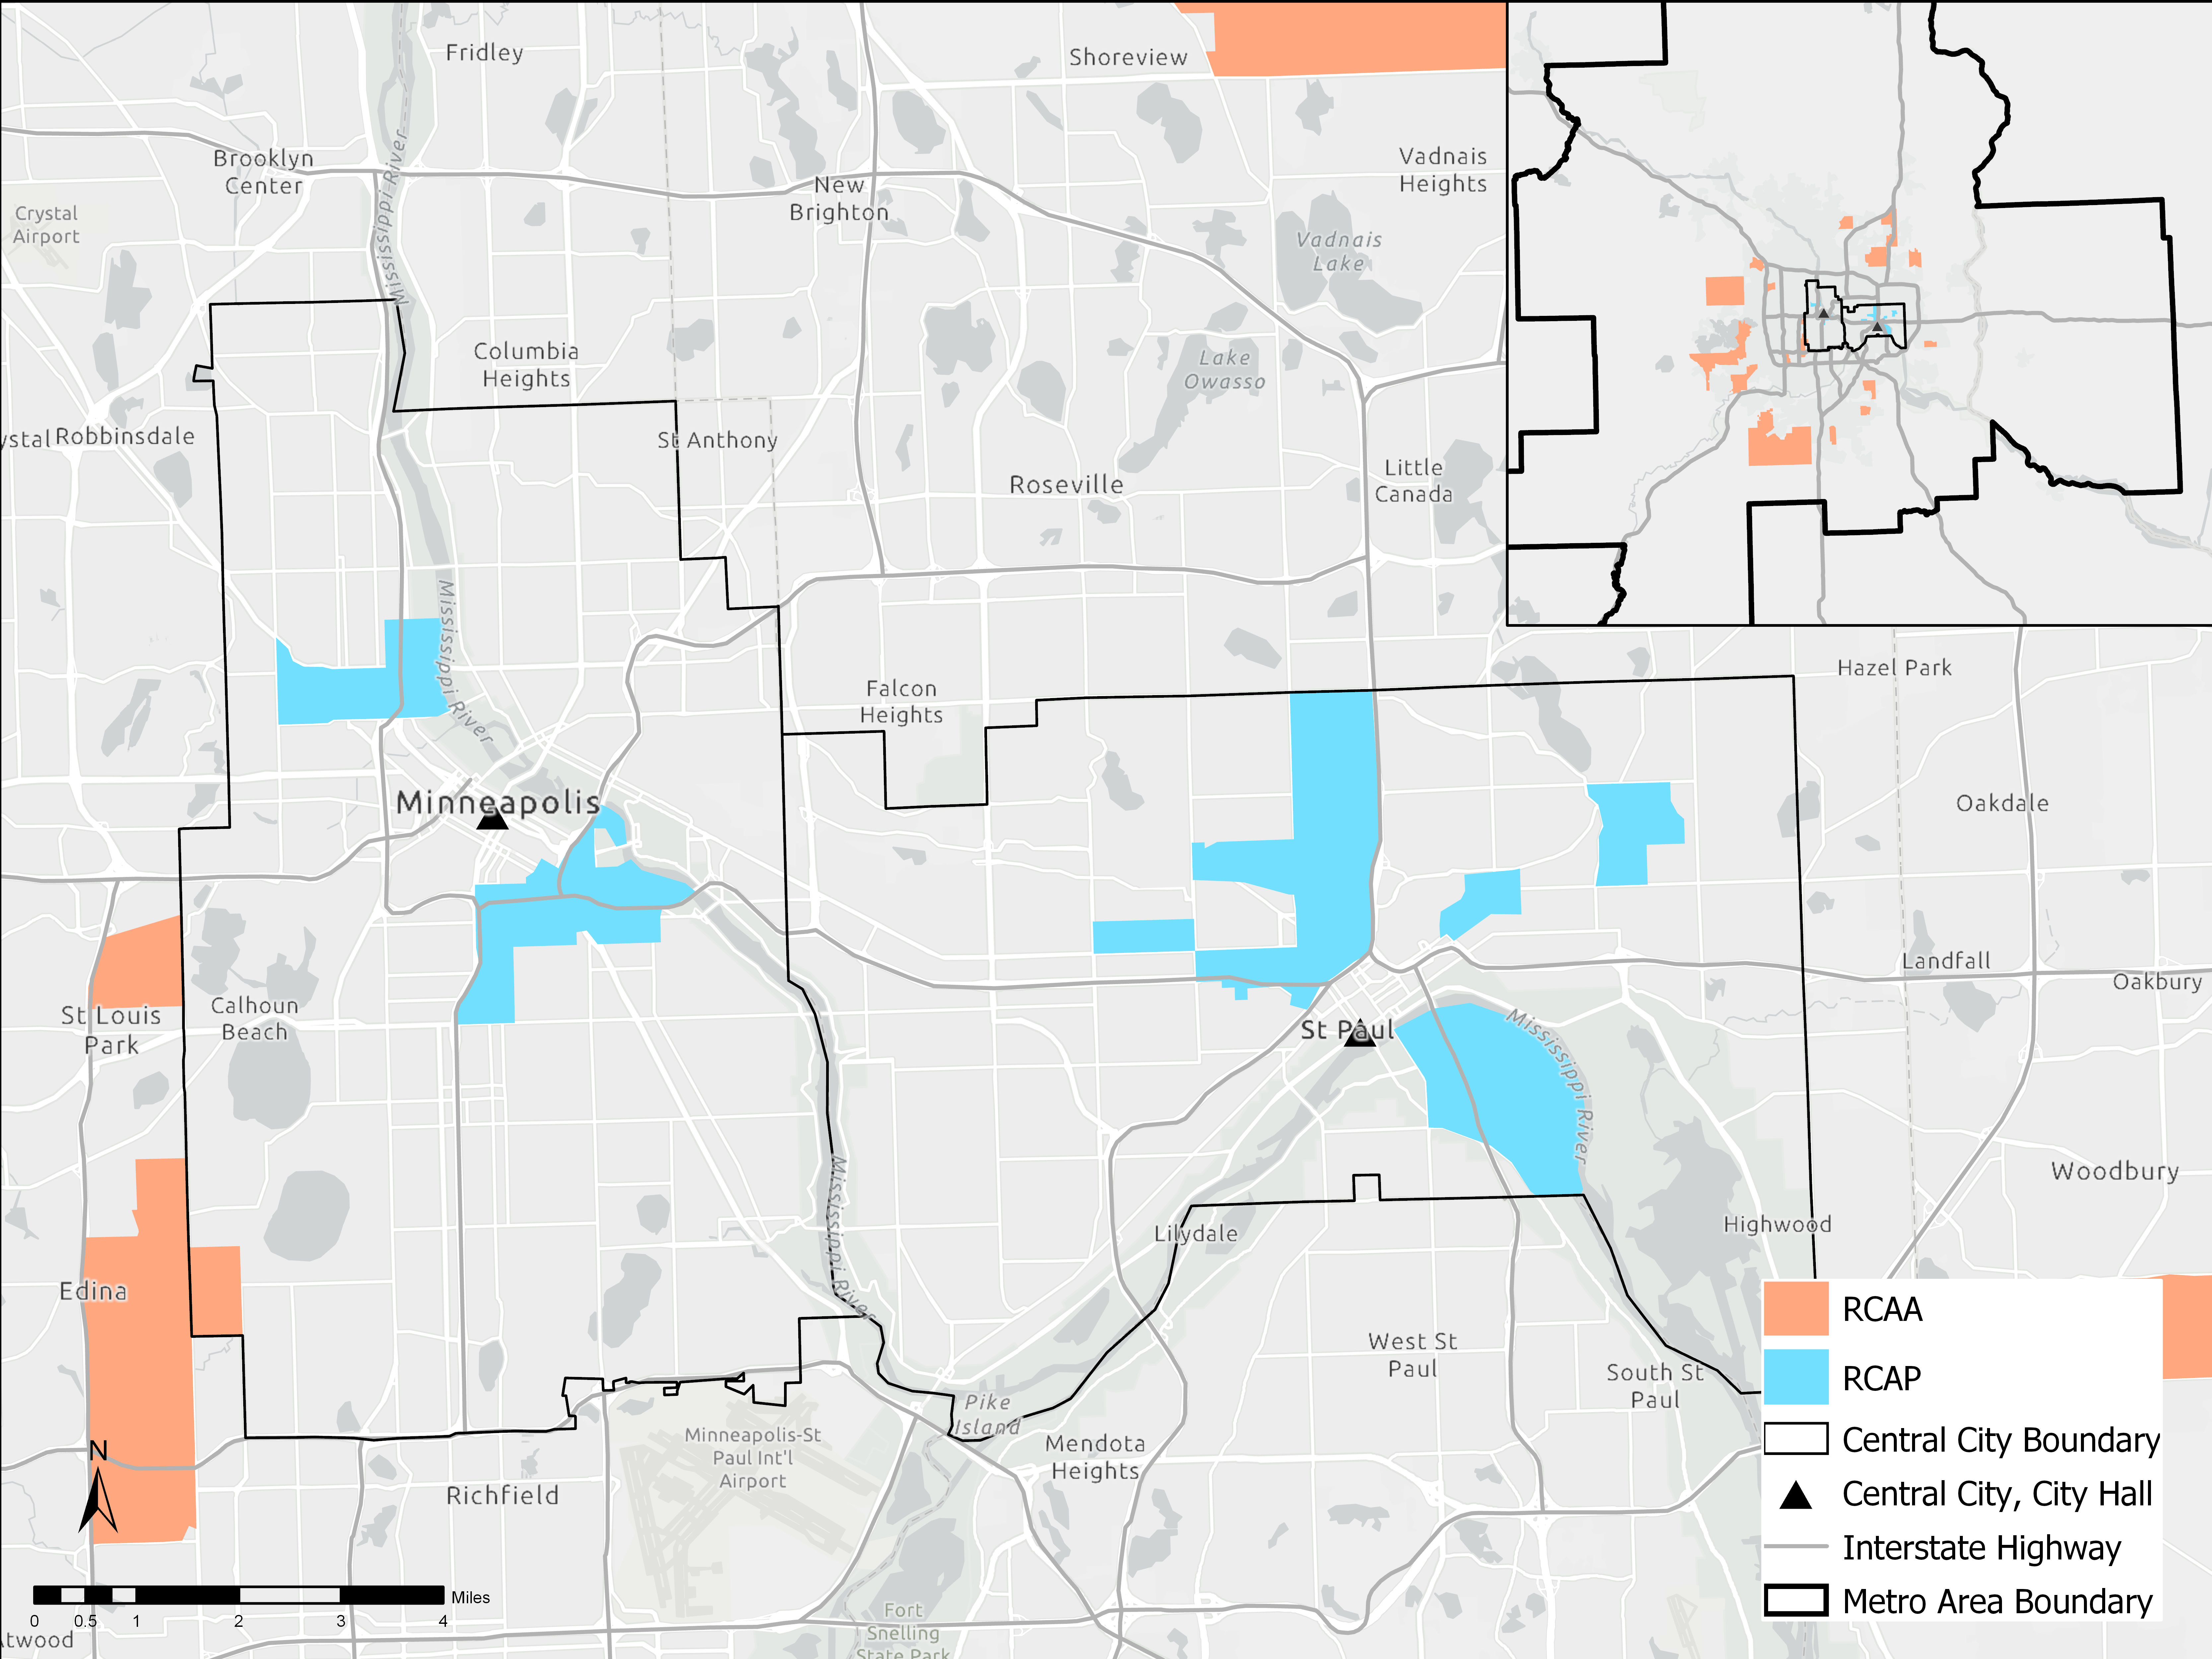 Fridley
Shoreview
Brooklyn
Center
Mississippi River
New
Brighton
Vadnais
Heights
Crystal
Airport
Vadnais
Lake
Columbia
Heights
Lake
Owasso
ystal
Robbinsdale
St Anthony
Roseville
Little
Canada
Mississippi River
Falcon
Heights
Hazel Park
Minneapolis
Oakdale
Landfall
Oakbury
St Louis
Park
Calhoun
Beach
St Paul
Mississippi River
Mississippi River
Woodbury
Lilydale
Highwood
Edina
West St
Paul
South St
Paul
Pike
Island
Minneapolis-St
Paul Int'l
Airport
Mendota
Heights
Richfield
Fort
Snelling
State Park
twood
N
0 0.5 1 2 3 4 Miles
RCAA
RCAP
Central City Boundary
Central City, City Hall
Interstate Highway
Metro Area Boundary